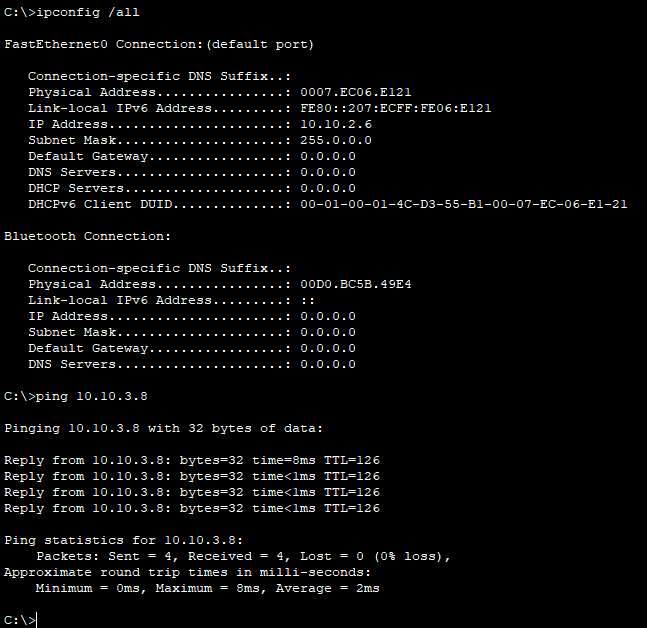 C:\>ipconfig /all
FastEthernet0 Connection:(default port)
Connection-specific DNS Suffix..:
Physical Address................: 0007.EC06.E121
Link-local IPv6 Address.........: FE80::207:ECFF:FE06:E121
IP Address......................: 10.10.2.6
Subnet Mask.....................: 255.0.0.0
Default Gateway.................: 0.0.0.0
DNS Servers.....................: 0.0.0.0
DHCP Servers....................: 0.0.0.0
DHCPv6 Client DUID..............: 00-01-00-01-4C-D3-55-B1-00-07-EC-06-E1-21
Bluetooth Connection:
Connection-specific DNS Suffix..:
Physical Address................: 00D0.BC5B.49E4
Link-local IPv6 Address.........: ::
IP Address......................: 0.0.0.0
Subnet Mask.....................: 0.0.0.0
Default Gateway.................: 0.0.0.0
DNS Servers.....................: 0.0.0.0
C:\>ping 10.10.3.8
Pinging 10.10.3.8 with 32 bytes of data:
Reply from 10.10.3.8: bytes=32 time=8ms TTL=126
Reply from 10.10.3.8: bytes=32 time<1ms TTL=126
Reply from 10.10.3.8: bytes=32 time<1ms TTL=126
Reply from 10.10.3.8: bytes=32 time<1ms TTL=126
Ping statistics for 10.10.3.8:
Packets: Sent = 4, Received = 4, Lost = 0 (0% loss),
Approximate round trip times in milli-seconds:
Minimum = 0ms, Maximum = 8ms, Average = 2ms
C:\>